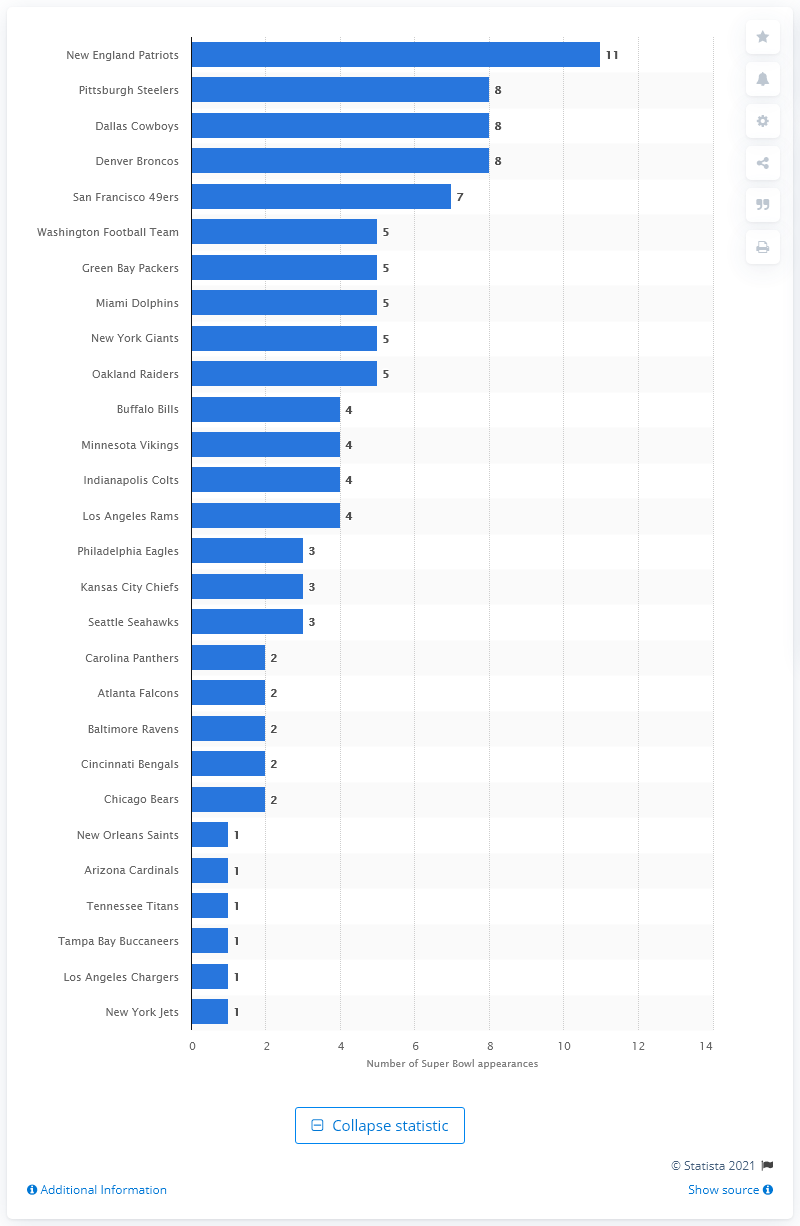 New England Patriots 11
Pittsburgh Steelers 8
Dallas Cowboys 8
Denver Broncos 8
San Francisco 49ers 7
Washington Football Team 5
Green Bay Packers 5
Miami Dolphins 5
New York Giants 5
Oakland Raiders 5
Buffalo Bills 4
Minnesota Vikings 4
Indianapolis Colts 4
Los Angeles Rams 4
Philadelphia Eagles 3
Kansas City Chiefs 3
Seattle Seahawks 3
Carolina Panthers 2
Atlanta Falcons 2
Baltimore Ravens 2
Cincinnati Bengals 2
Chicago Bears 2
New Orleans Saints 1
Arizona Cardinals 1
Tennessee Titans 1
Tampa Bay Buccaneers 1
Los Angeles Chargers 1
New York Jets 1
0 2 4 6 8 10 12 14
Number of Super Bowl appearances
Collapse statistic
© Statista 2021
Additional Information
Show source